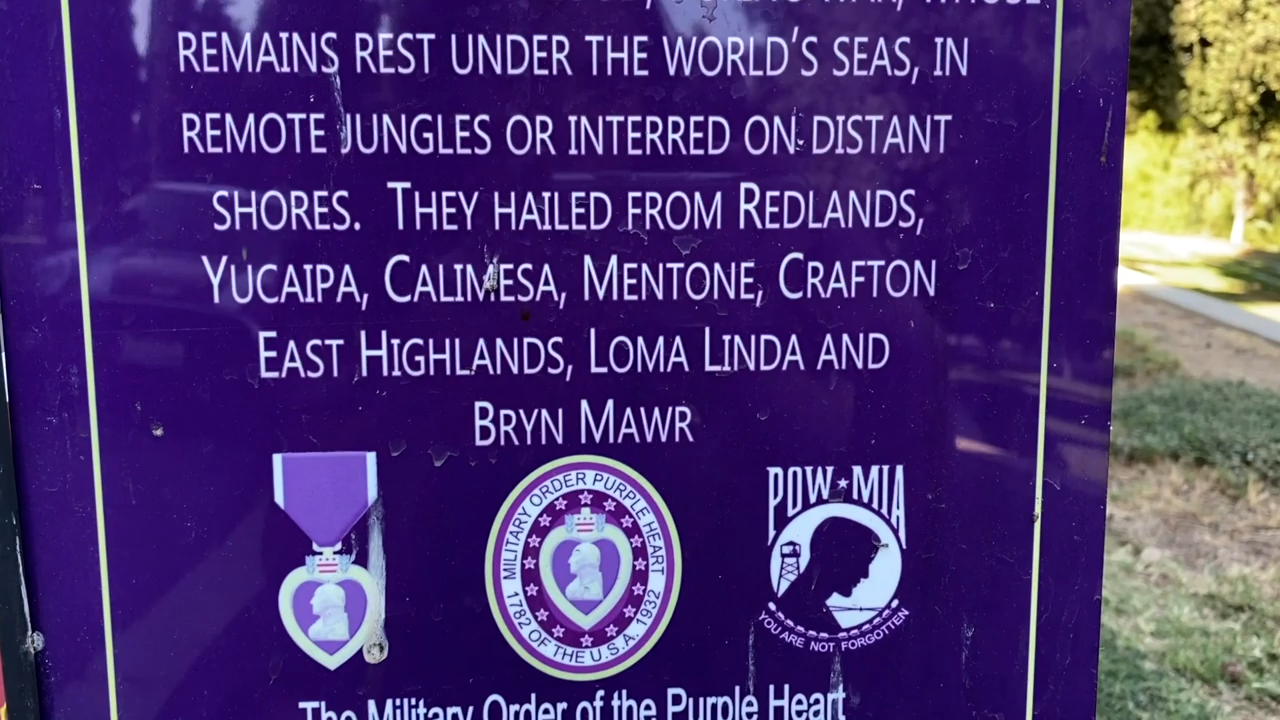 WAR, WHOSE
REMAINS REST UNDER THE WORLD'S SEAS, IN
REMOTE JUNGLES OR INTERRED ON DISTANT
SHORES. THEY HAILED FROM REDLANDS,
YUCAIPA, CALIMESA, MENTONE, CRAFTON
EAST HIGHLANDS, LOMA LINDA AND
BRYN MAWR
MILITARY ORDER PURPLE HEART
1782 OF THE U.S.A. 1932
POW★MIA
YOU ARE NOT FORGOTTEN
The Military Order of the Purple Heart